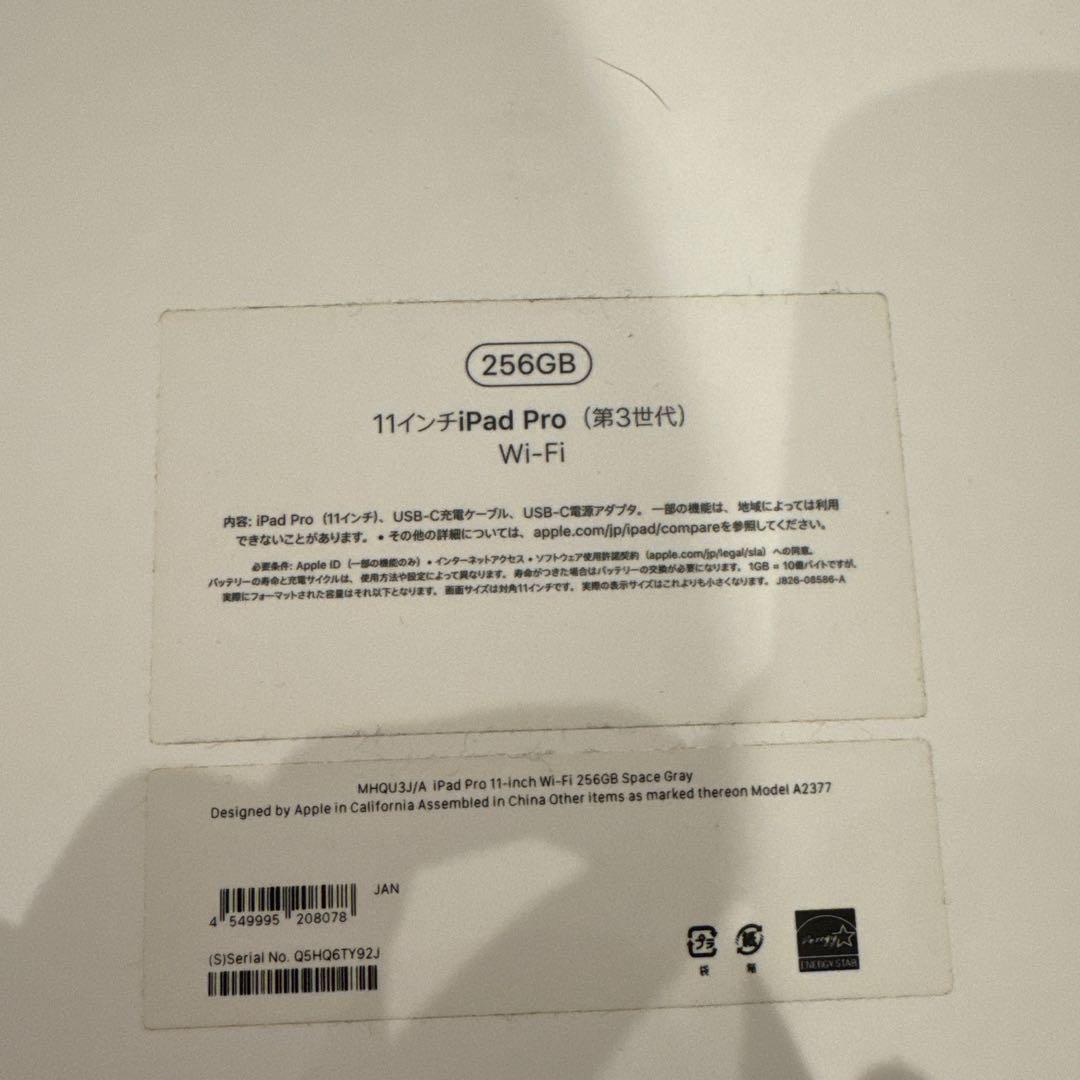 256GB
11インチiPad Pro（第3世代）
Wi-Fi
内容: iPad Pro（11インチ）、USB-C充電ケーブル、USB-C電源アダプタ。一部の機能は、地域によっては利用
できないことがあります。• その他の詳細については、apple.com/jp/ipad/compareを参照してください。
必要条件: Apple ID（一部の機能のみ）• インターネットアクセス • ソフトウェア使用許諾契約（apple.com/jp/legal/sla）への同意。
バッテリーの寿命と充電サイクルは、使用方法や設定によって異なります。寿命がつきた場合はバッテリーの交換が必要になります。1GB = 10億バイトですが、
実際にフォーマットされた容量はそれ以下となります。画面サイズは対角11インチです。実際の表示サイズはこれよりも小さくなります。J826-08586-A
MHQU3J/A iPad Pro 11-inch Wi-Fi 256GB Space Gray
Designed by Apple in California Assembled in China Other items as marked thereon Model A2377
JAN
4 549995 208078
(S)Serial No. Q5HQ6TY92J
プラ 紙
袋 箱
energy
ENERGY STAR